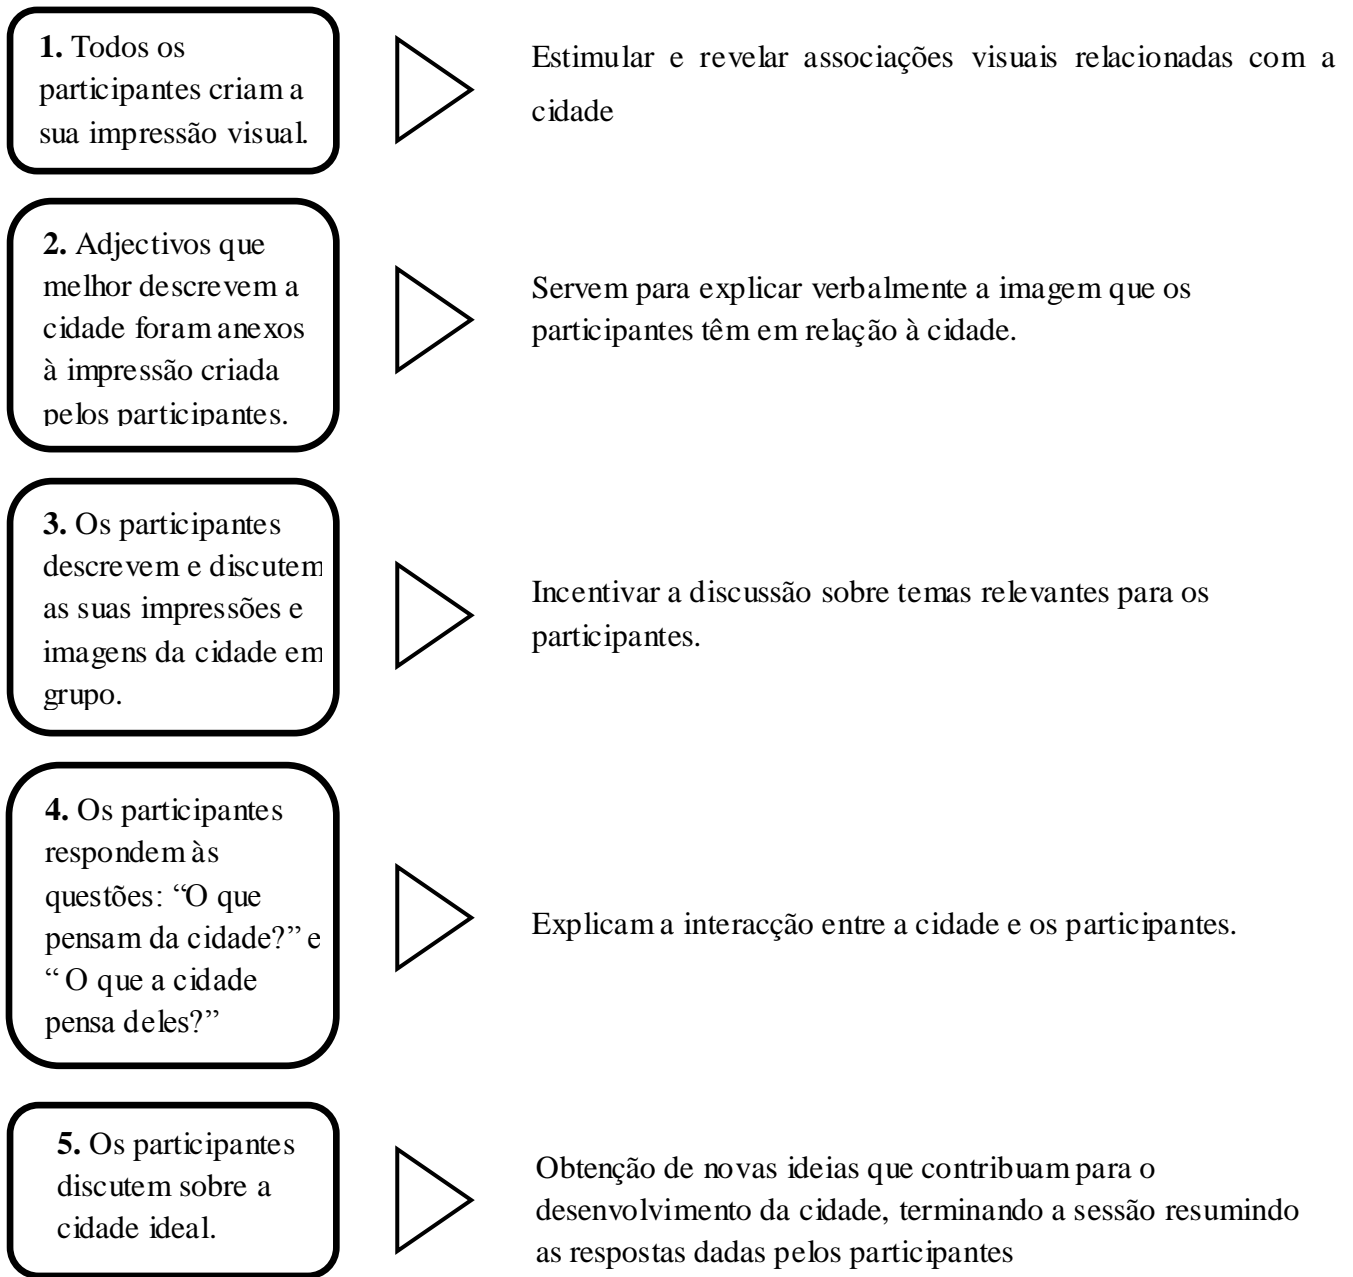 1. Todos os
participantes criam a
sua impressão visual.
Estimular e revelar associações visuais relacionadas com a
cidade
2. Adjectivos que
melhor descrevem a
cidade foram anexos
à impressão criada
pelos participantes.
Servem para explicar verbalmente a imagem que os
participantes têm em relação à cidade.
3. Os participantes
descrevem e discutem
as suas impressões e
imagens da cidade em
grupo.
Incentivar a discussão sobre temas relevantes para os
participantes.
4. Os participantes
respondem às
questões: “O que
pensam da cidade?” e
“ O que a cidade
pensa deles?”
Explicam a interacção entre a cidade e os participantes.
5. Os participantes
discutem sobre a
cidade ideal.
Obtenção de novas ideias que contribuam para o
desenvolvimento da cidade, terminando a sessão resumindo
as respostas dadas pelos participantes